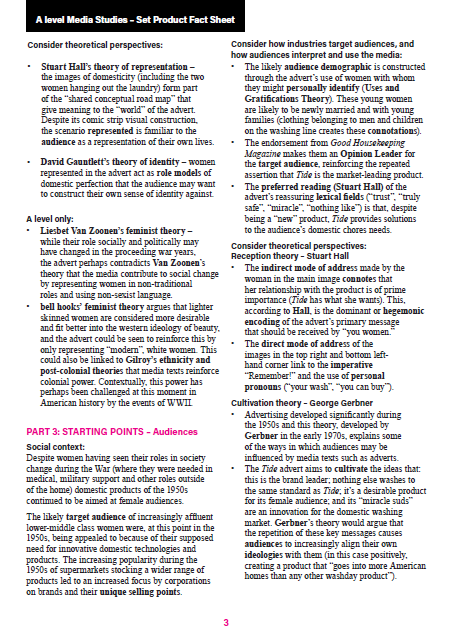 A level Media Studies – Set Product Fact Sheet
Consider theoretical perspectives:
• Stuart Hall's theory of representation –
the images of domesticity (including the two
women hanging out the laundry) form part
of the "shared conceptual road map" that
give meaning to the "world" of the advert.
Despite its comic strip visual construction,
the scenario represented is familiar to the
audience as a representation of their own lives.
• David Gauntlett's theory of identity – women
represented in the advert act as role models of
domestic perfection that the audience may want
to construct their own sense of identity against.
A level only:
• Liesbet Van Zoonen's feminist theory –
while their role socially and politically may
have changed in the proceeding war years,
the advert perhaps contradicts Van Zoonen's
theory that the media contribute to social change
by representing women in non-traditional
roles and using non-sexist language.
• bell hooks' feminist theory argues that lighter
skinned women are considered more desirable
and fit better into the western ideology of beauty,
and the advert could be seen to reinforce this by
only representing "modern", white women. This
could also be linked to Gilroy's ethnicity and
post-colonial theories that media texts reinforce
colonial power. Contextually, this power has
perhaps been challenged at this moment in
American history by the events of WWII.
PART 3: STARTING POINTS – Audiences
Social context:
Despite women having seen their roles in society
change during the War (where they were needed in
medical, military support and other roles outside
of the home) domestic products of the 1950s
continued to be aimed at female audiences.
The likely target audience of increasingly affluent
lower-middle class women were, at this point in the
1950s, being appealed to because of their supposed
need for innovative domestic technologies and
products. The increasing popularity during the
1950s of supermarkets stocking a wider range of
products led to an increased focus by corporations
on brands and their unique selling points.
Consider how industries target audiences, and
how audiences interpret and use the media:
• The likely audience demographic is constructed
through the advert's use of women with whom
they might personally identify (Uses and
Gratifications Theory). These young women
are likely to be newly married and with young
families (clothing belonging to men and children
on the washing line creates these connotations).
• The endorsement from Good Housekeeping
Magazine makes them an Opinion Leader for
the target audience, reinforcing the repeated
assertion that Tide is the market-leading product.
• The preferred reading (Stuart Hall) of the
advert's reassuring lexical fields ("trust", "truly
safe", "miracle", "nothing like") is that, despite
being a "new" product, Tide provides solutions
to the audience's domestic chores needs.
Consider theoretical perspectives:
Reception theory – Stuart Hall
• The indirect mode of address made by the
woman in the main image connotes that
her relationship with the product is of prime
importance (Tide has what she wants). This,
according to Hall, is the dominant or hegemonic
encoding of the advert's primary message
that should be received by "you women."
• The direct mode of address of the
images in the top right and bottom left-
hand corner link to the imperative
"Remember!" and the use of personal
pronouns ("your wash", "you can buy").
Cultivation theory – George Gerbner
• Advertising developed significantly during
the 1950s and this theory, developed by
Gerbner in the early 1970s, explains some
of the ways in which audiences may be
influenced by media texts such as adverts.
• The Tide advert aims to cultivate the ideas that:
this is the brand leader; nothing else washes to
the same standard as Tide; it's a desirable product
for its female audience; and its "miracle suds"
are an innovation for the domestic washing
market. Gerbner's theory would argue that
the repetition of these key messages causes
audiences to increasingly align their own
ideologies with them (in this case positively,
creating a product that "goes into more American
homes than any other washday product").
3